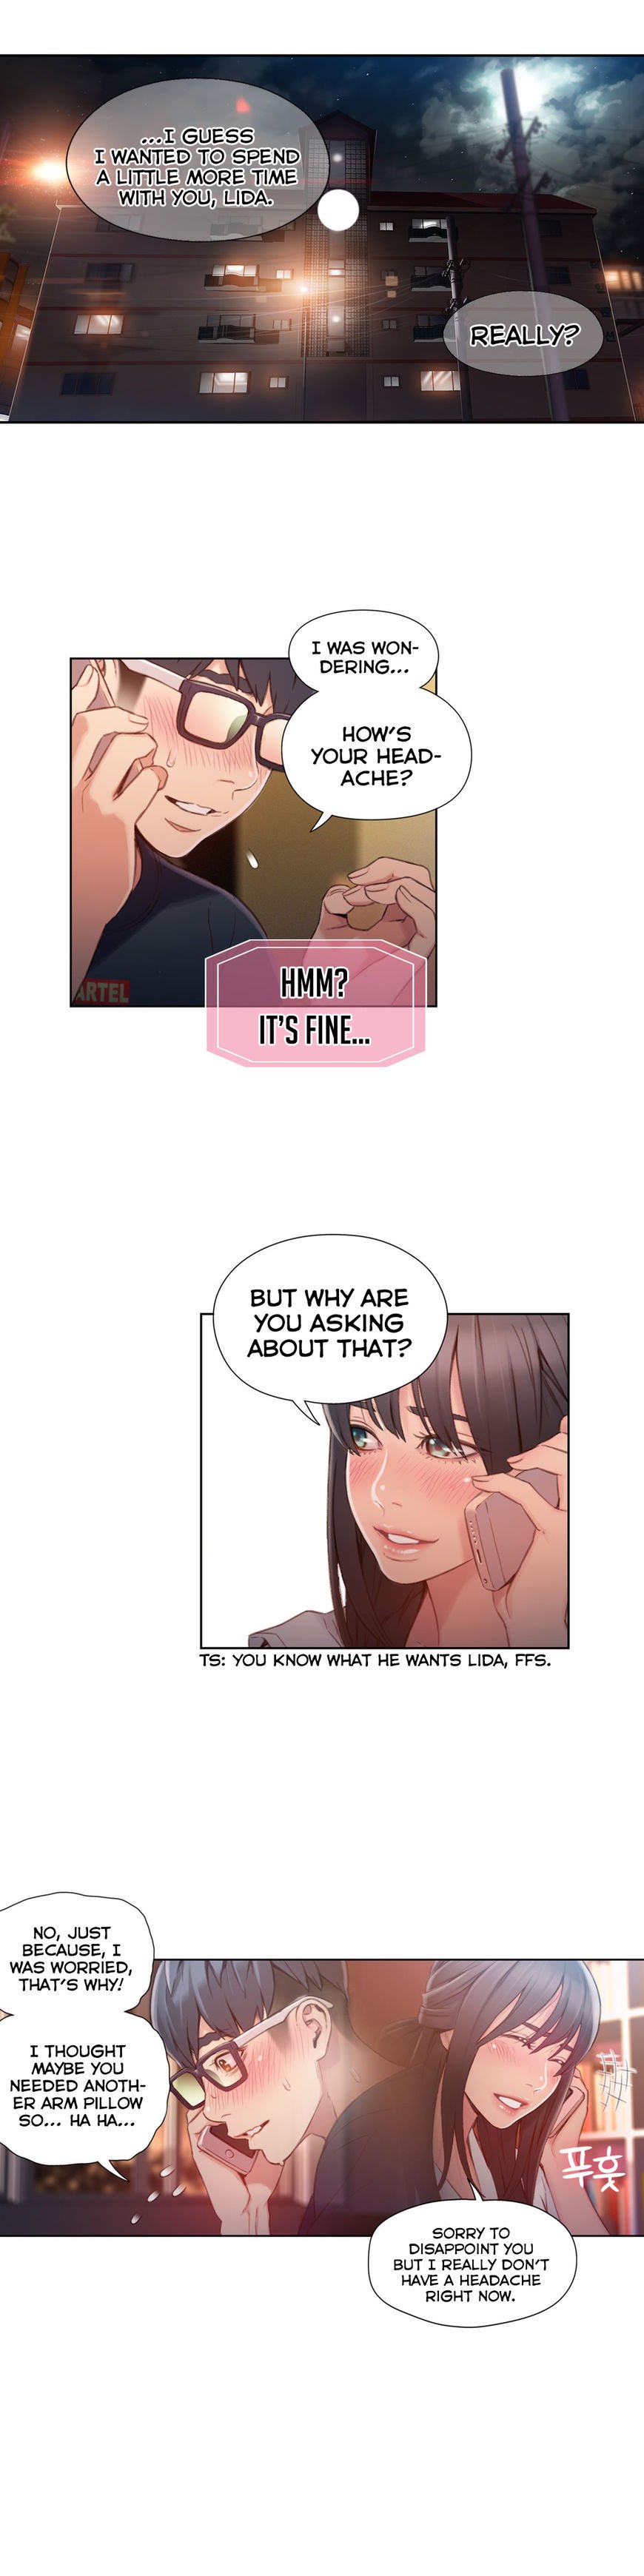 ...I GUESS
I WANTED TO SPEND
A LITTLE MORE TIME
WITH YOU, LIDA.
REALLY?
I WAS WON-
DERING...
HOW'S
YOUR HEAD-
ACHE?
ARTEL
HMM?
IT'S FINE...
BUT WHY ARE
YOU ASKING
ABOUT THAT?
TS: YOU KNOW WHAT HE WANTS LIDA, FFS.
NO, JUST
BECAUSE, I
WAS WORRIED,
THAT'S WHY!
I THOUGHT
MAYBE YOU
NEEDED ANOTH-
ER ARM PILLOW
SO... HA HA...
푸훗
SORRY TO
DISAPPOINT YOU
BUT I REALLY DON'T
HAVE A HEADACHE
RIGHT NOW.